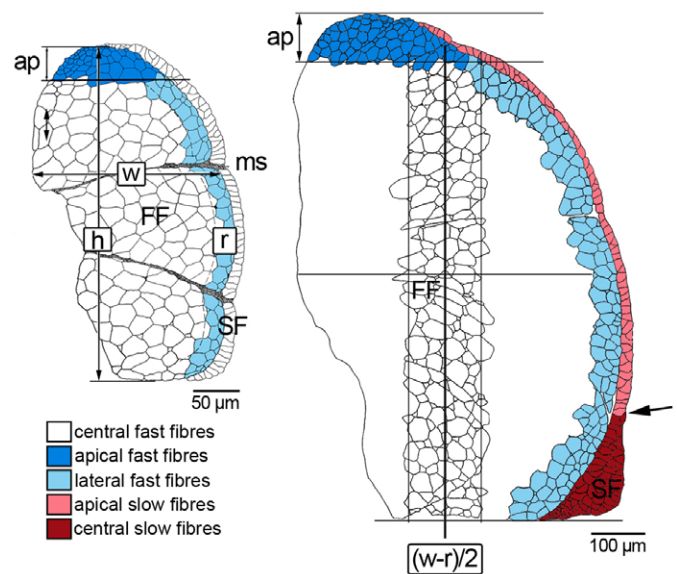 ap
w
ms
FF
h
r
SF
50 µm
central fast fibres
apical fast fibres
lateral fast fibres
apical slow fibres
central slow fibres
ap
FF
SF
(w-r)/2
100 µm